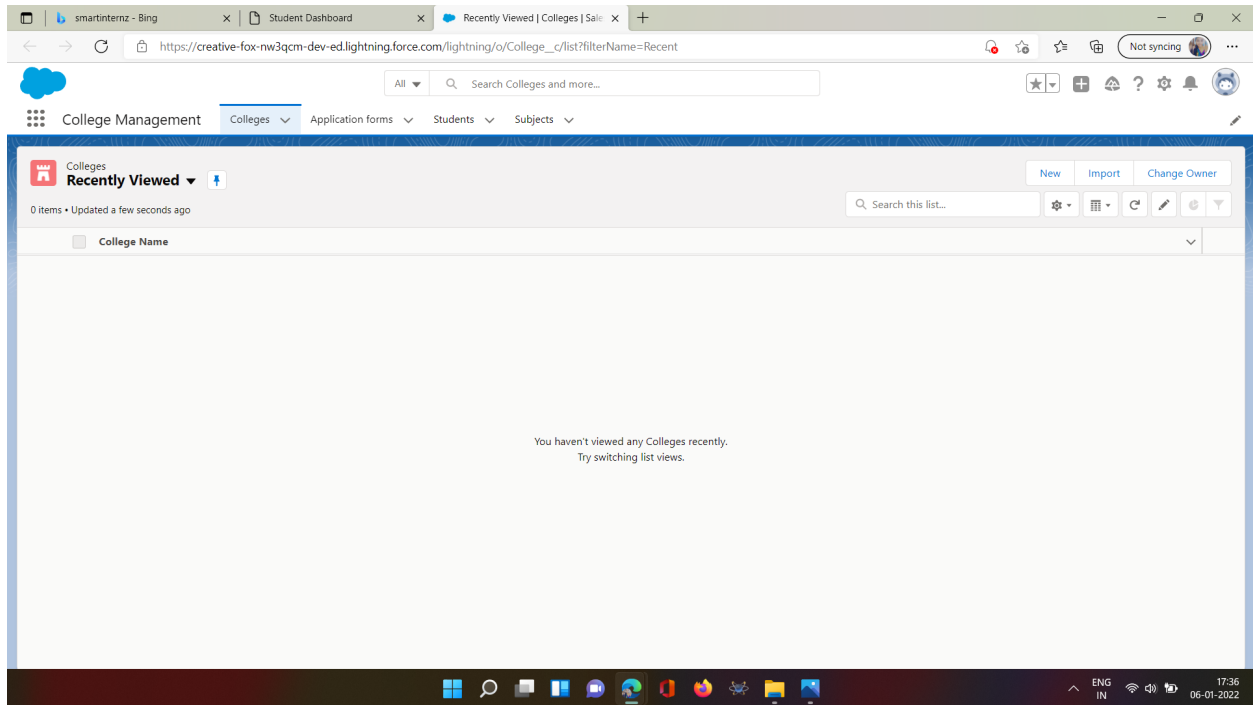 smartinternz - Bing
Student Dashboard
Recently Viewed | Colleges | Sale
https://creative-fox-nw3qcm-dev-ed.lightning.force.com/lightning/o/College__c/list?filterName=Recent
Not syncing
All
Search Colleges and more...
College Management
Colleges
Application forms
Students
Subjects
Colleges
Recently Viewed
New
Import
Change Owner
0 items • Updated a few seconds ago
Search this list...
College Name
You haven't viewed any Colleges recently.
Try switching list views.
ENG
IN
17:36
06-01-2022